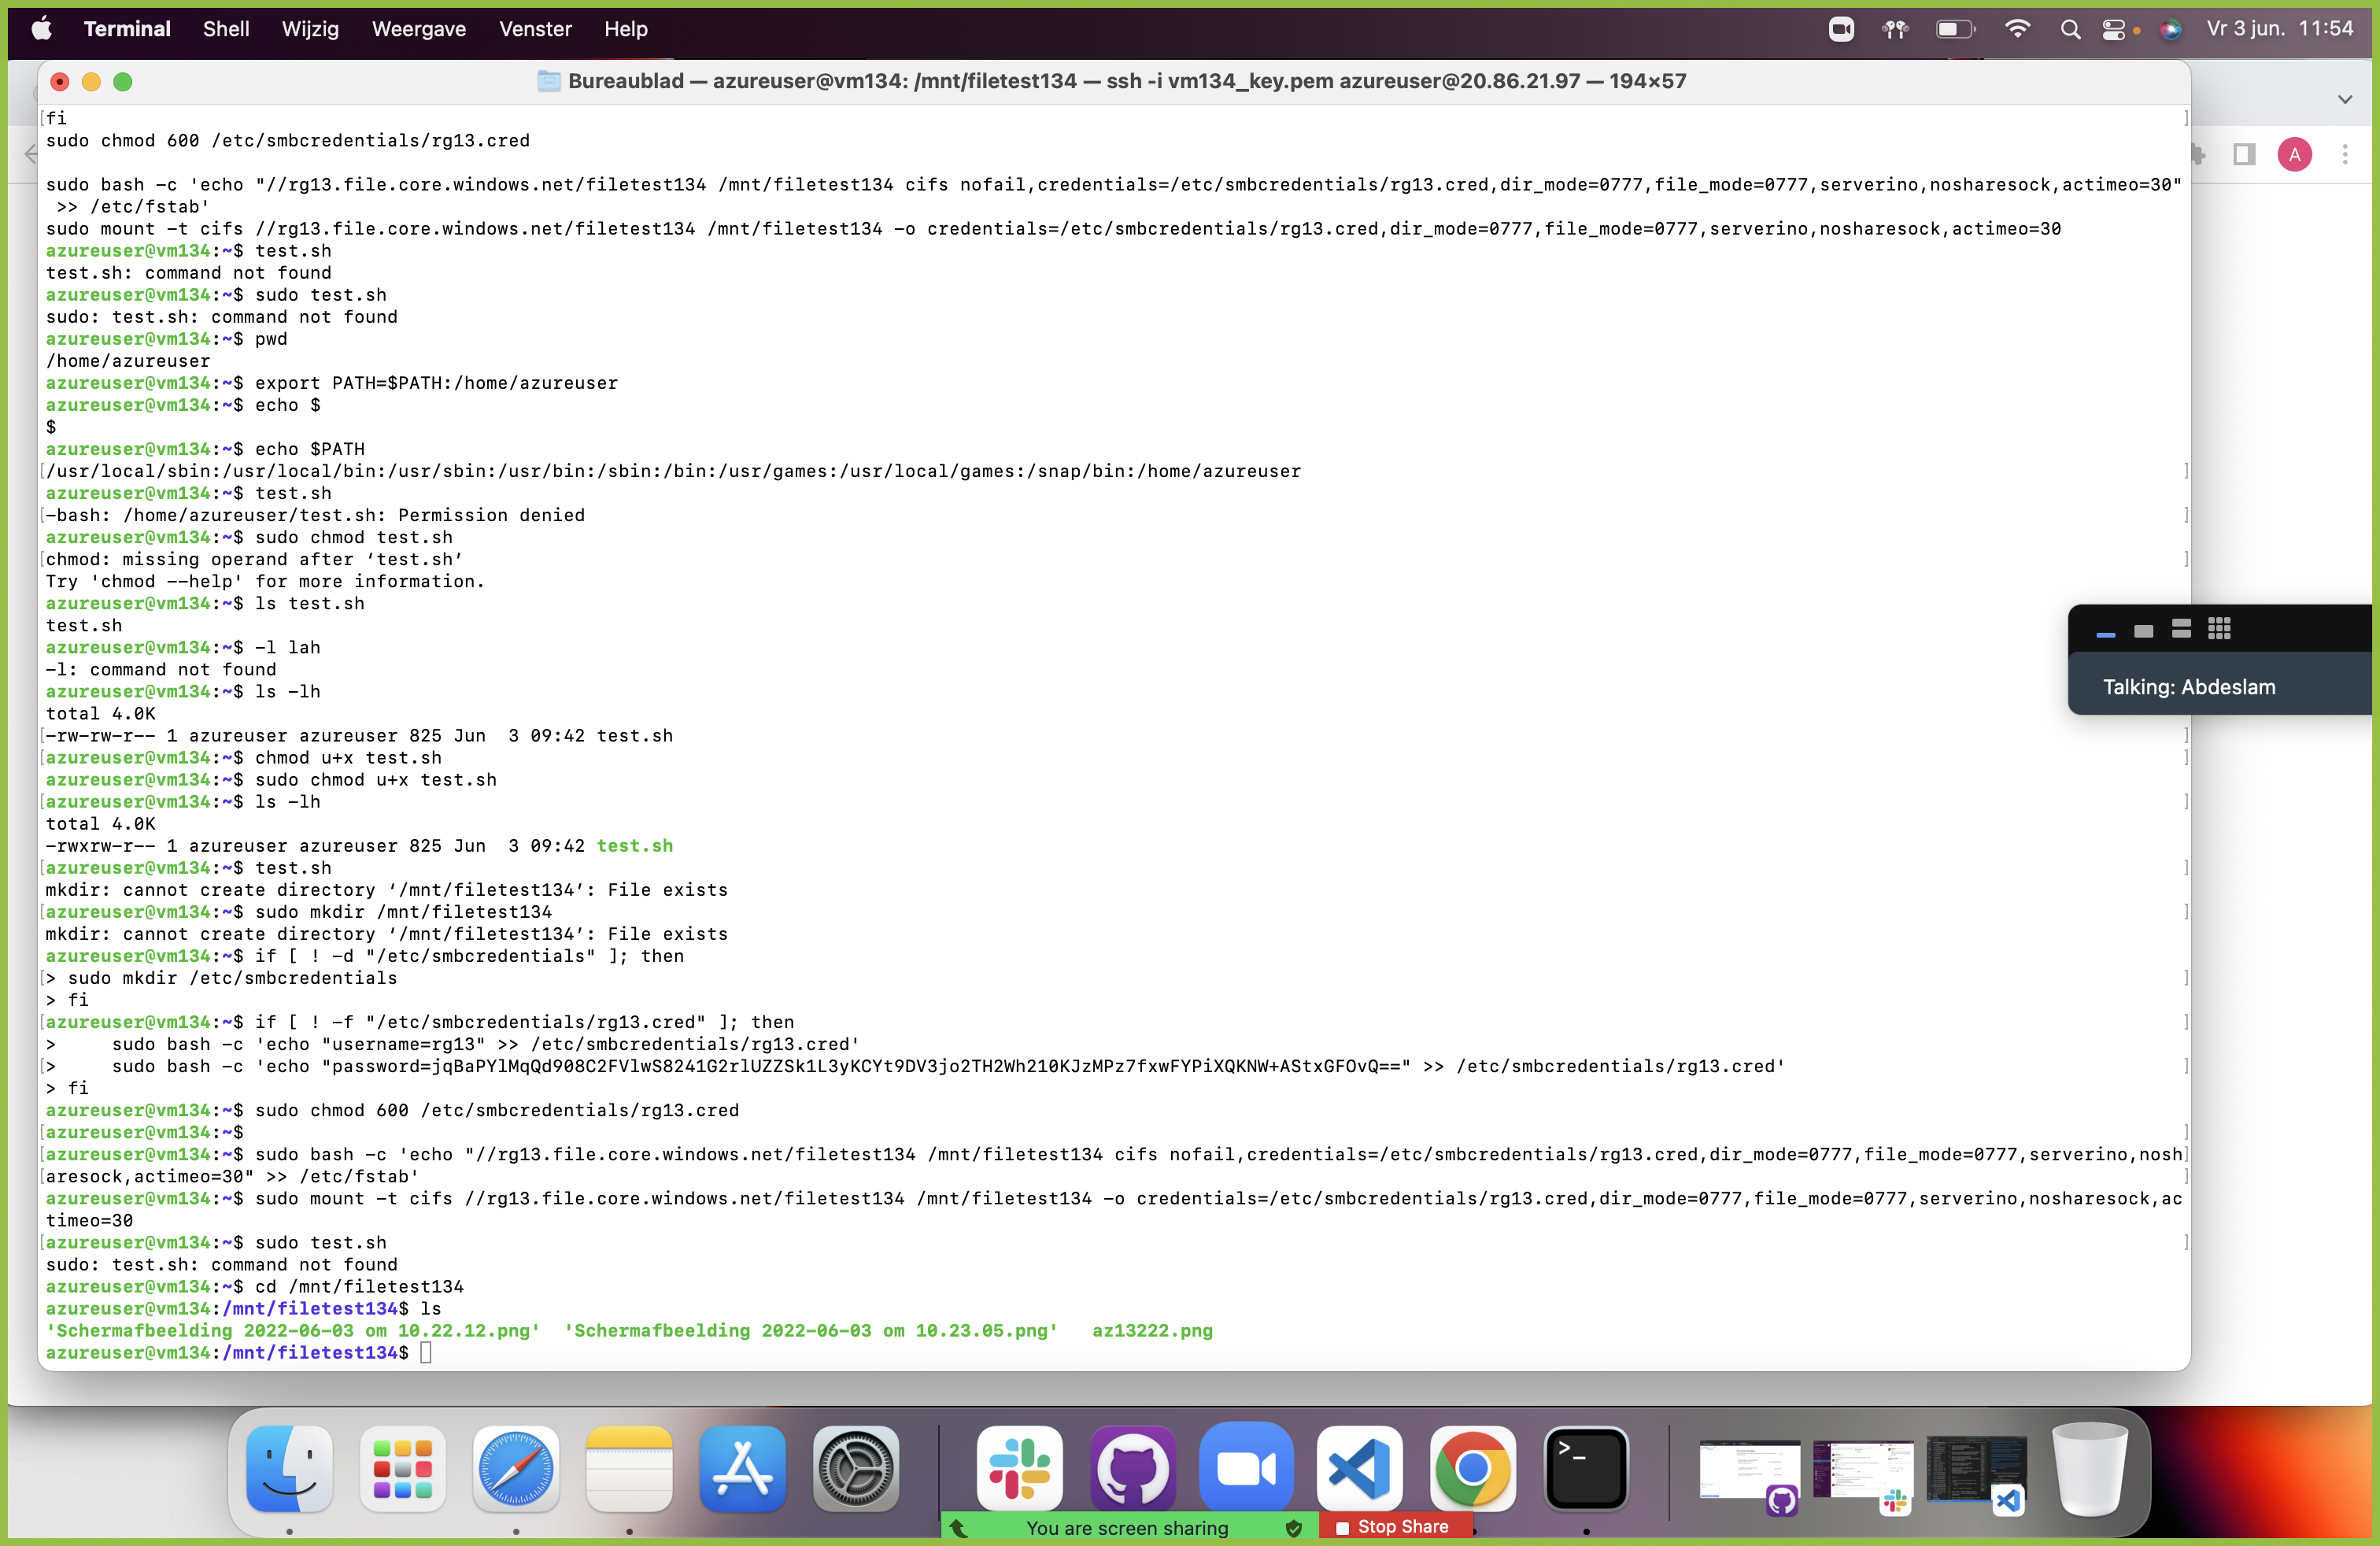 Terminal Shell Wijzig Weergave Venster Help Vr 3 jun. 11:54
Bureaublad — azureuser@vm134: /mnt/filetest134 — ssh -i vm134_key.pem azureuser@20.86.21.97 — 194×57
fi
sudo chmod 600 /etc/smbcredentials/rg13.cred
sudo bash -c 'echo "//rg13.file.core.windows.net/filetest134 /mnt/filetest134 cifs nofail,credentials=/etc/smbcredentials/rg13.cred,dir_mode=0777,file_mode=0777,serverino,nosharesock,actimeo=30"
>> /etc/fstab'
sudo mount -t cifs //rg13.file.core.windows.net/filetest134 /mnt/filetest134 -o credentials=/etc/smbcredentials/rg13.cred,dir_mode=0777,file_mode=0777,serverino,nosharesock,actimeo=30
azureuser@vm134:~$ test.sh
test.sh: command not found
azureuser@vm134:~$ sudo test.sh
sudo: test.sh: command not found
azureuser@vm134:~$ pwd
/home/azureuser
azureuser@vm134:~$ export PATH=$PATH:/home/azureuser
azureuser@vm134:~$ echo $
$
azureuser@vm134:~$ echo $PATH
/usr/local/sbin:/usr/local/bin:/usr/sbin:/usr/bin:/sbin:/bin:/usr/games:/usr/local/games:/snap/bin:/home/azureuser
azureuser@vm134:~$ test.sh
-bash: /home/azureuser/test.sh: Permission denied
azureuser@vm134:~$ sudo chmod test.sh
chmod: missing operand after ‘test.sh’
Try 'chmod --help' for more information.
azureuser@vm134:~$ ls test.sh
test.sh
azureuser@vm134:~$ -l lah
-l: command not found
azureuser@vm134:~$ ls -lh
total 4.0K
-rw-rw-r-- 1 azureuser azureuser 825 Jun  3 09:42 test.sh
azureuser@vm134:~$ chmod u+x test.sh
azureuser@vm134:~$ sudo chmod u+x test.sh
azureuser@vm134:~$ ls -lh
total 4.0K
-rwxrw-r-- 1 azureuser azureuser 825 Jun  3 09:42 test.sh
azureuser@vm134:~$ test.sh
mkdir: cannot create directory ‘/mnt/filetest134’: File exists
azureuser@vm134:~$ sudo mkdir /mnt/filetest134
mkdir: cannot create directory ‘/mnt/filetest134’: File exists
azureuser@vm134:~$ if [ ! -d "/etc/smbcredentials" ]; then
> sudo mkdir /etc/smbcredentials
> fi
azureuser@vm134:~$ if [ ! -f "/etc/smbcredentials/rg13.cred" ]; then
>     sudo bash -c 'echo "username=rg13" >> /etc/smbcredentials/rg13.cred'
>     sudo bash -c 'echo "password=jqBaPYlMqQd908C2FVlwS8241G2rlUZZSk1L3yKCYt9DV3jo2TH2Wh210KJzMPz7fxwFYPiXQKNW+AStxGFOvQ==" >> /etc/smbcredentials/rg13.cred'
> fi
azureuser@vm134:~$ sudo chmod 600 /etc/smbcredentials/rg13.cred
azureuser@vm134:~$
azureuser@vm134:~$ sudo bash -c 'echo "//rg13.file.core.windows.net/filetest134 /mnt/filetest134 cifs nofail,credentials=/etc/smbcredentials/rg13.cred,dir_mode=0777,file_mode=0777,serverino,nosh
aresock,actimeo=30" >> /etc/fstab'
azureuser@vm134:~$ sudo mount -t cifs //rg13.file.core.windows.net/filetest134 /mnt/filetest134 -o credentials=/etc/smbcredentials/rg13.cred,dir_mode=0777,file_mode=0777,serverino,nosharesock,ac
timeo=30
azureuser@vm134:~$ sudo test.sh
sudo: test.sh: command not found
azureuser@vm134:~$ cd /mnt/filetest134
azureuser@vm134:/mnt/filetest134$ ls
'Schermafbeelding 2022-06-03 om 10.22.12.png'  'Schermafbeelding 2022-06-03 om 10.23.05.png'   az13222.png
azureuser@vm134:/mnt/filetest134$
A
Talking: Abdeslam
You are screen sharing Stop Share